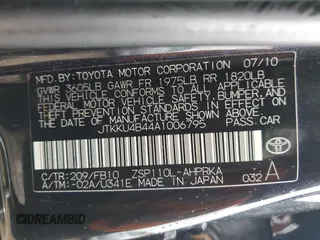 MFD. BY: TOYOTA MOTOR CORPORATION 07/10
GVWR 3605LB GAWR FR 1975LB RR 1820LB
THIS VEHICLE CONFORMS TO ALL APPLICABLE
FEDERAL MOTOR VEHICLE SAFETY, BUMPER, AND
THEFT PREVENTION STANDARDS IN EFFECT ON THE
DATE OF MANUFACTURE SHOWN ABOVE.
JTKKU4B44A1006795 PASS.CAR
C/TR: 209/FB10 ZSP110L-AHPRKA
A/TM: -02A/U341E MADE IN JAPAN 032 A
TOYOTA
DREAMBID